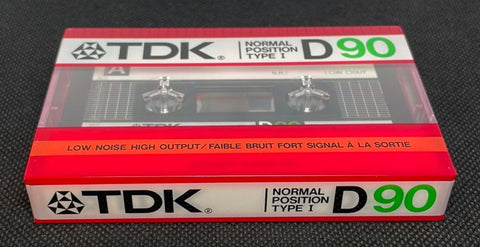 TDK® NORMAL POSITION TYPE I D90
A
LOW NOISE HIGH OUTPUT/FAIBLE BRUIT FORT SIGNAL À LA SORTIE
TDK® NORMAL POSITION TYPE I D90